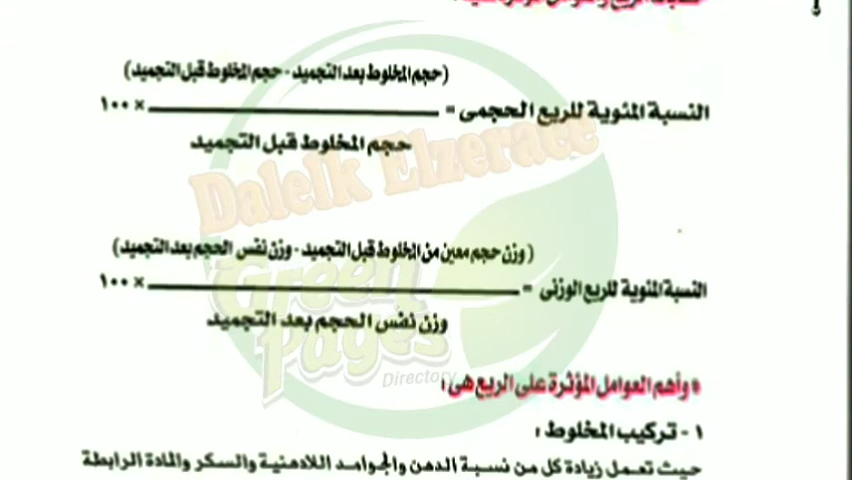 (حجم المخلوط بعد التجميد - حجم المخلوط قبل التجميد)
النسبة المئوية للريع الحجمى = × ١٠٠
حجم المخلوط قبل التجميد
Dalelk Elzeraee
(وزن حجم معين من المخلوط قبل التجميد - وزن نفس الحجم بعد التجميد)
النسبة المئوية للريع الوزنى = × ١٠٠
وزن نفس الحجم بعد التجميد
Green Pages
Directory
* وأهم العوامل المؤثرة على الريع هى :
١ - تركيب المخلوط :
حيث تعمل زيادة كل من نسبة الدهن والجوامد اللادهنية والسكر والمادة الرابطة